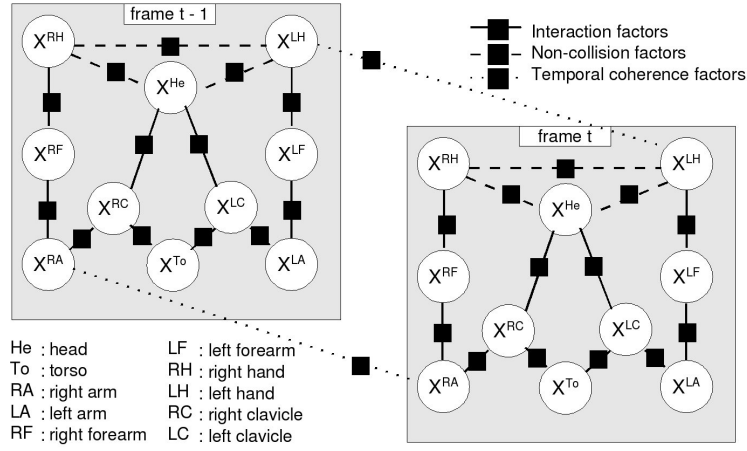 frame t - 1
X^RH X^LH
X^He
X^RF X^LF
X^RC X^LC
X^RA X^To X^LA
Interaction factors
Non-collision factors
Temporal coherence factors
frame t
X^RH X^LH
X^He
X^RF X^LF
X^RC X^LC
X^RA X^To X^LA
He : head
To : torso
RA : right arm
LA : left arm
RF : right forearm
LF : left forearm
RH : right hand
LH : left hand
RC : right clavicle
LC : left clavicle